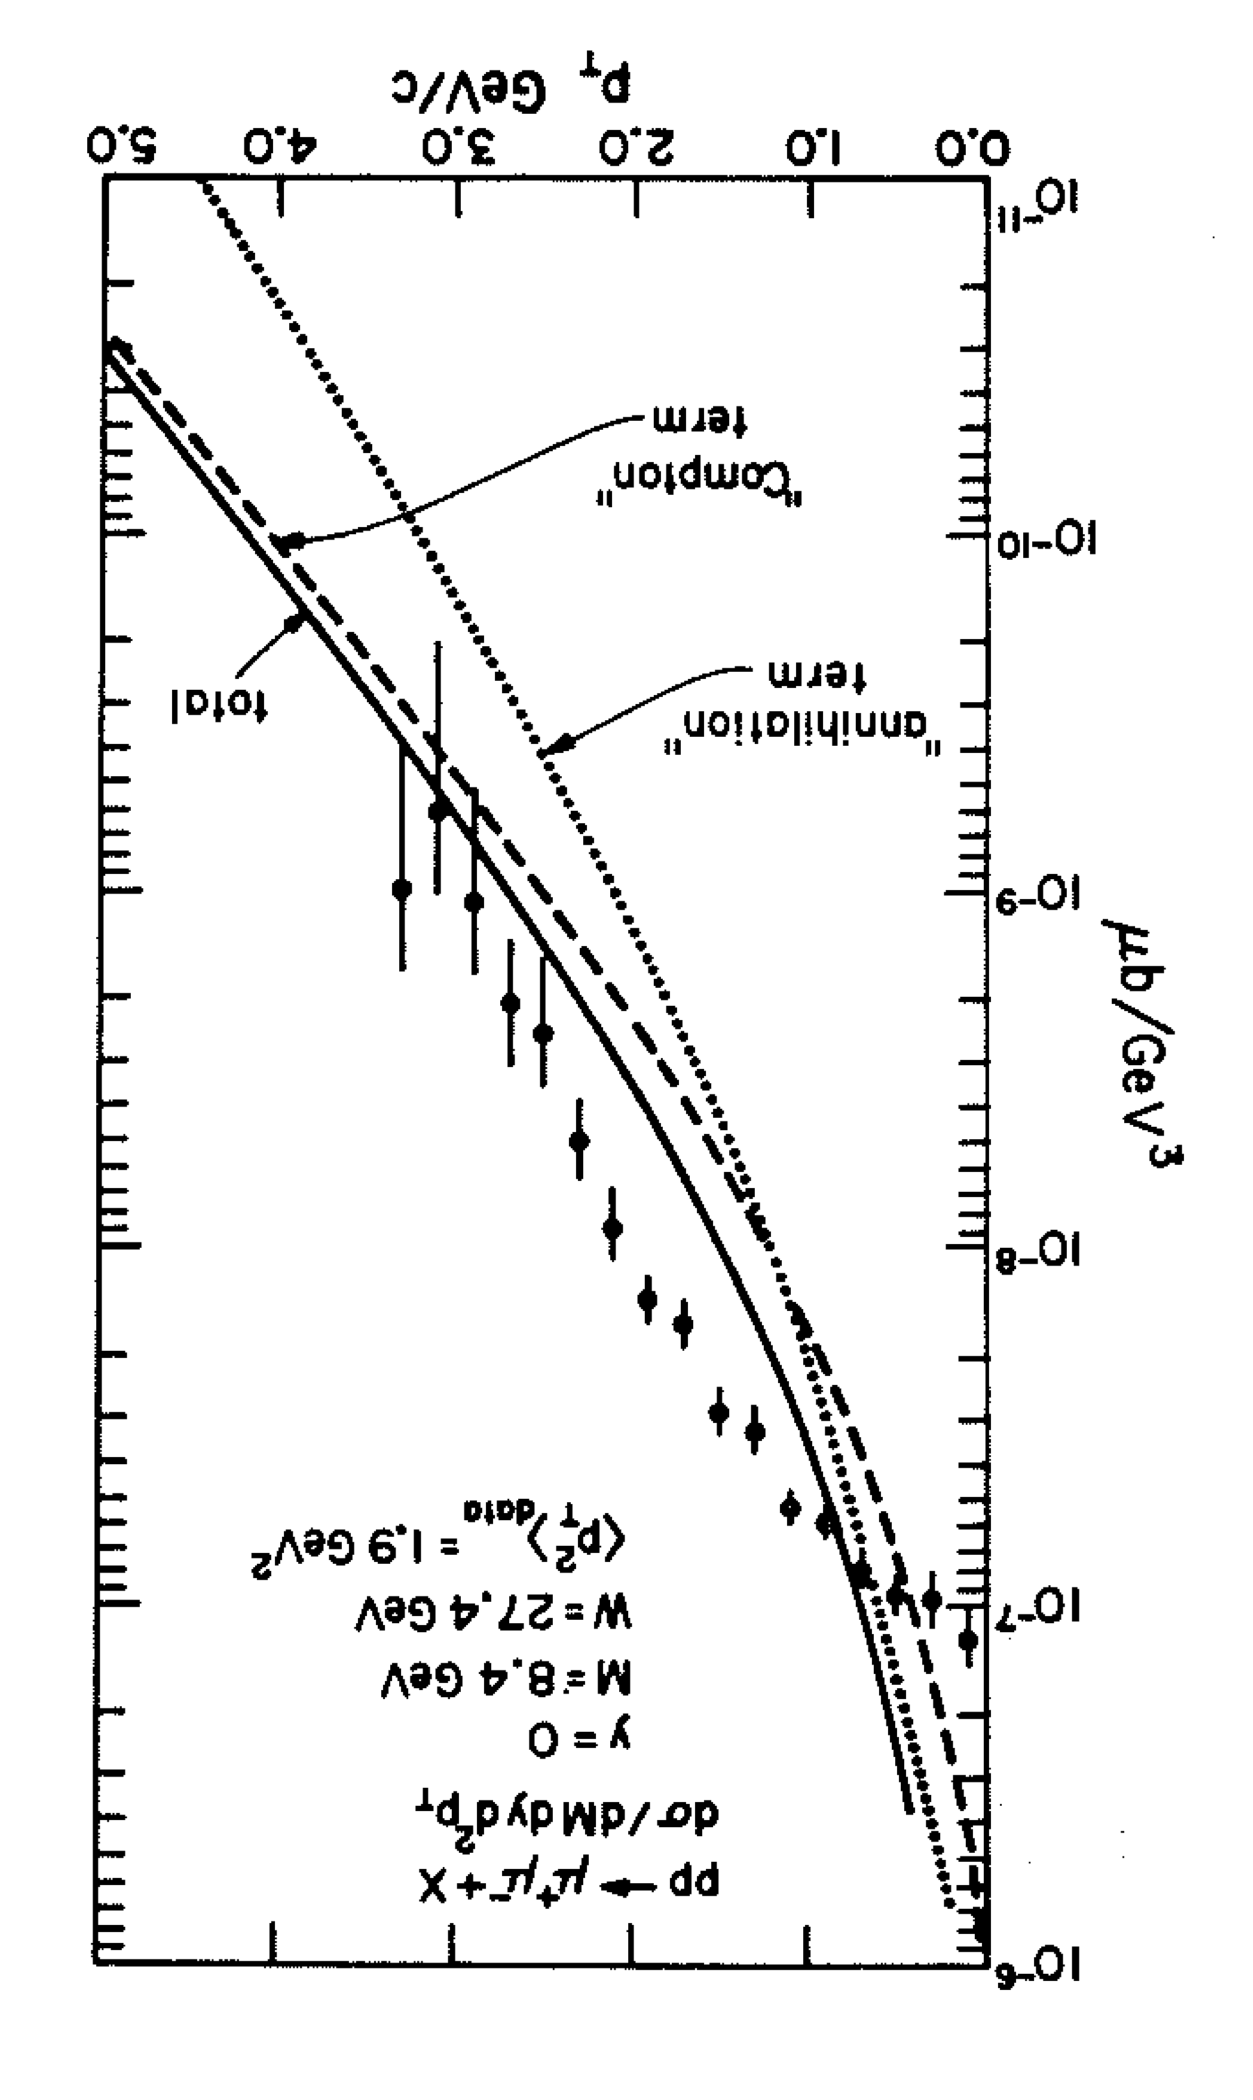 10⁻⁶
10⁻⁷
10⁻⁸
10⁻⁹
10⁻¹⁰
10⁻¹¹
μb/GeV³
pp → μ⁺μ⁻ + X
dσ/dM dy d²p_T
y = 0
M = 8.4 GeV
W = 27.4 GeV
⟨p_T²⟩data = 1.9 GeV²
"annihilation"
term
total
"Compton"
term
0.0 1.0 2.0 3.0 4.0 5.0
p_T GeV/c